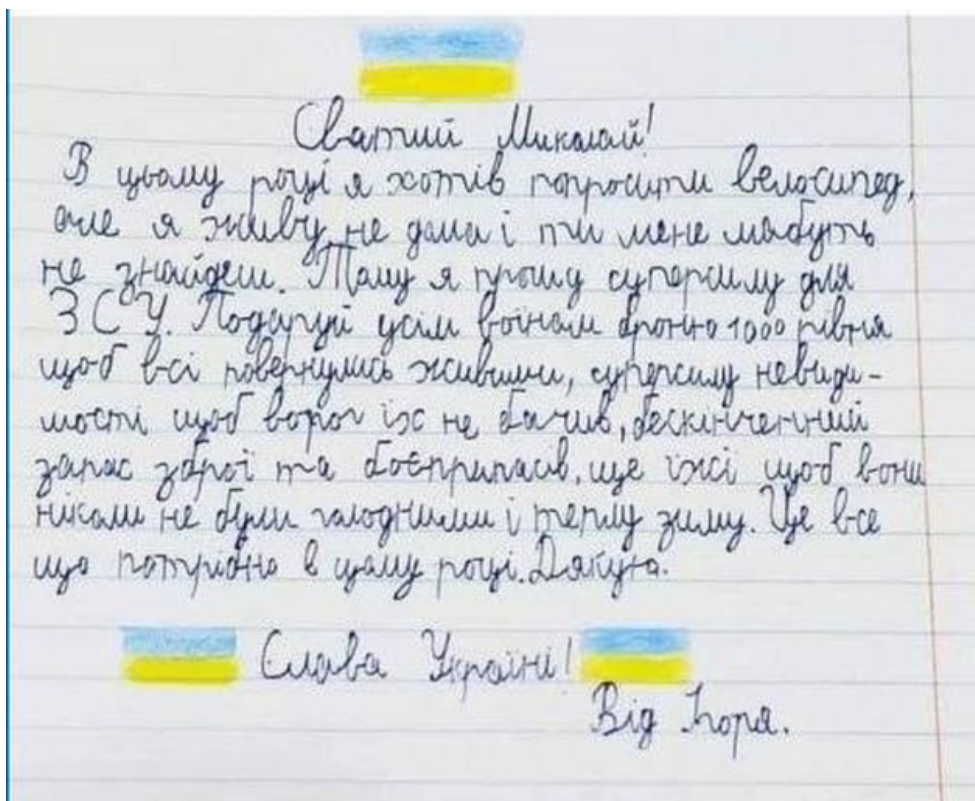 Святий Миколай!
В цьому році я хотів попросити велосипед,
але я живу не дома і ти мене мабуть
не знайдеш. Тому я прошу суперсилу для
ЗСУ. Подаруй усім воїнам броню 1000 рівня
щоб всі повернулись живими, суперсилу невиди-
мості щоб ворог їх не бачив, бескінченний
запас зброї та боєприпасів, ще їжі щоб вони
ніколи не були голодними і теплу зиму. Це все
що потрібно в цьому році. Дякую.
Слава Україні!
Від Ігоря.